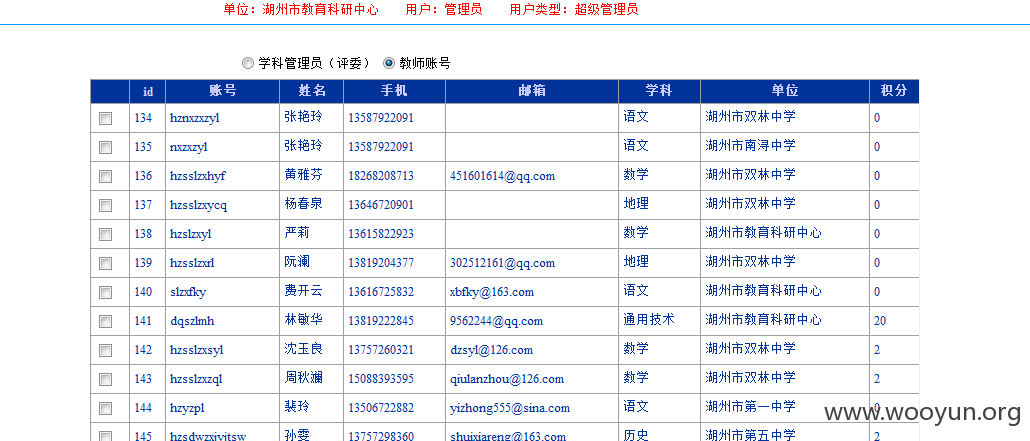 单位：湖州市教育科研中心 用户：管理员 用户类型：超级管理员
学科管理员（评委） 教师账号
id 账号 姓名 手机 邮箱 学科 单位 积分
134 hznxzxzyl 张艳玲 13587922091 语文 湖州市双林中学 0
135 nxzxzyl 张艳玲 13587922091 语文 湖州市南浔中学 0
136 hzsslzxhyf 黄雅芬 18268208713 451601614@qq.com 数学 湖州市双林中学 0
137 hzsslzxycq 杨春泉 13646720901 地理 湖州市双林中学 0
138 hzslzxyl 严莉 13615822923 数学 湖州市教育科研中心 0
139 hzsslzxrl 阮澜 13819204377 302512161@qq.com 地理 湖州市双林中学 0
140 slzxfky 费开云 13616725832 xbfky@163.com 语文 湖州市教育科研中心 0
141 dqszlmh 林敏华 13819222845 9562244@qq.com 通用技术 湖州市教育科研中心 20
142 hzsslzxsyl 沈玉良 13757260321 dzsyl@126.com 数学 湖州市双林中学 2
143 hzsslzxzql 周秋澜 15088393595 qiulanzhou@126.com 数学 湖州市双林中学 2
144 hzyzpl 裴玲 13506722882 yizhong555@sina.com 语文 湖州市第一中学 0
www.wooyun.org
145 hzsdwzxjyjtsw 孙雯 13757298360 shuixiareng@163.com 历史 湖州市第五中学 2